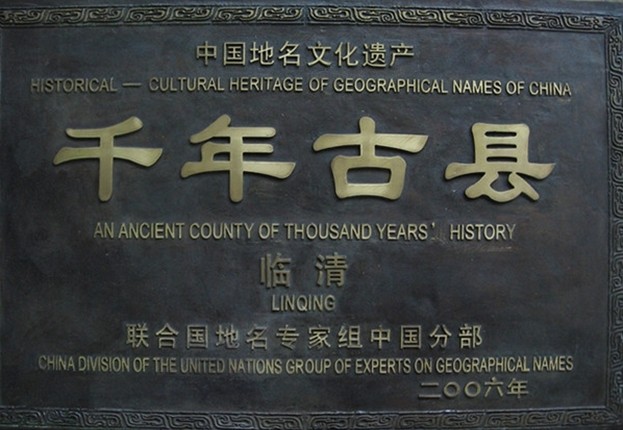 中国地名文化遗产
HISTORICAL — CULTURAL HERITAGE OF GEOGRAPHICAL NAMES OF CHINA
千年古县
AN ANCIENT COUNTY OF THOUSAND YEARS' HISTORY
临清
LINQING
联合国地名专家组中国分部
CHINA DIVISION OF THE UNITED NATIONS GROUP OF EXPERTS ON GEOGRAPHICAL NAMES
二〇〇六年